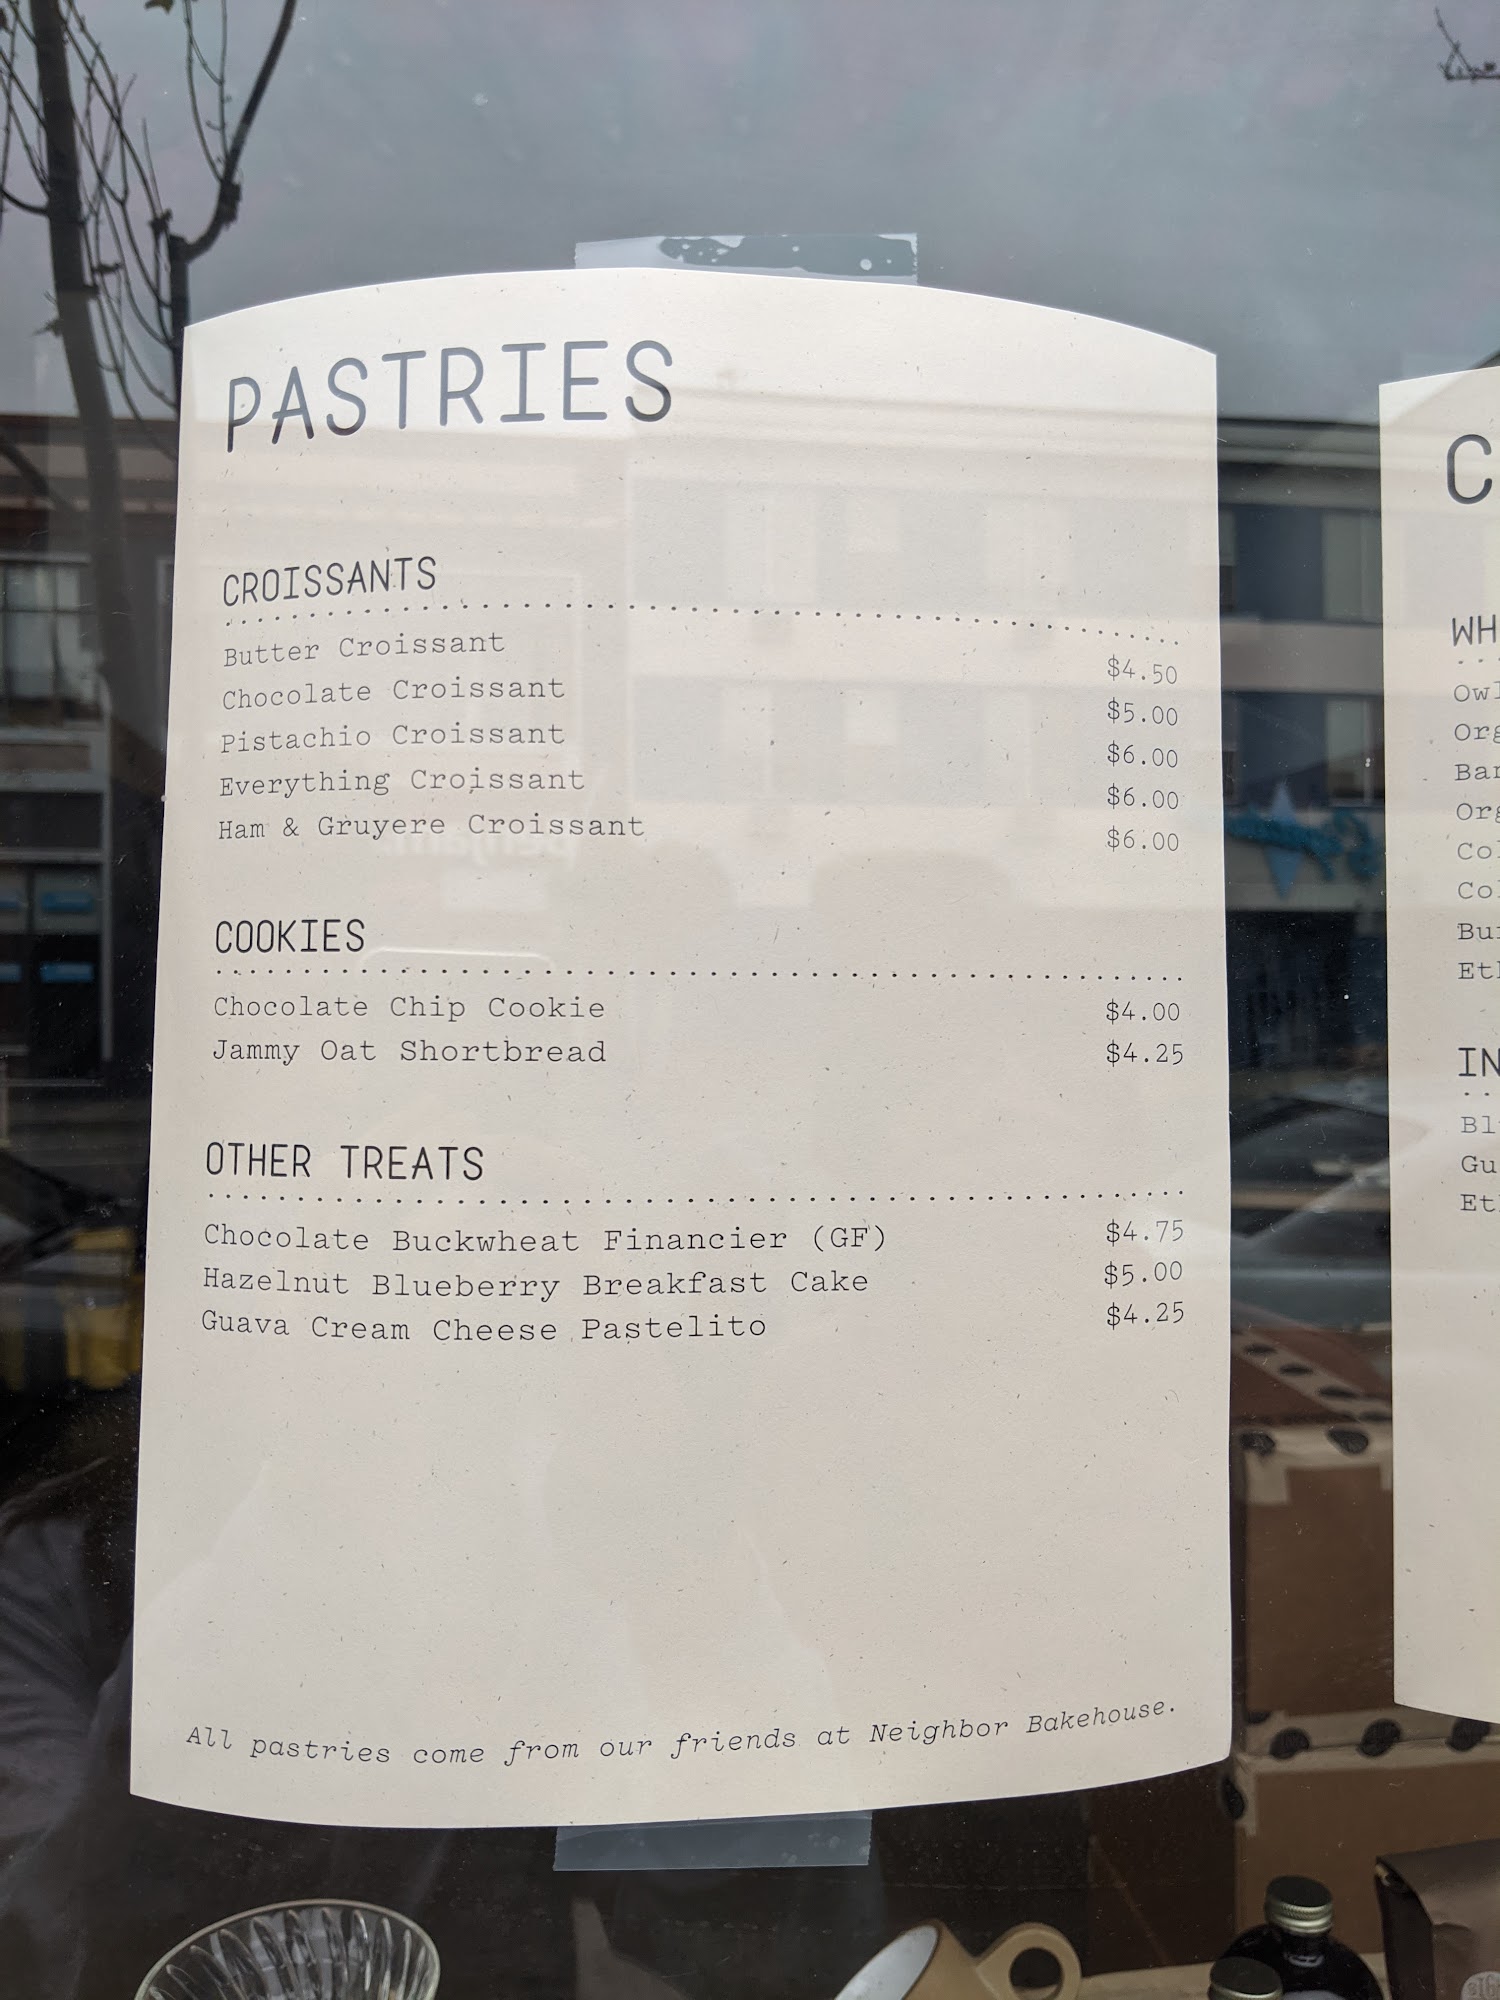 PASTRIES
CROISSANTS
Butter Croissant $4.50
Chocolate Croissant $5.00
Pistachio Croissant $6.00
Everything Croissant $6.00
Ham & Gruyere Croissant $6.00
COOKIES
Chocolate Chip Cookie $4.00
Jammy Oat Shortbread $4.25
OTHER TREATS
Chocolate Buckwheat Financier (GF) $4.75
Hazelnut Blueberry Breakfast Cake $5.00
Guava Cream Cheese Pastelito $4.25
All pastries come from our friends at Neighbor Bakehouse.